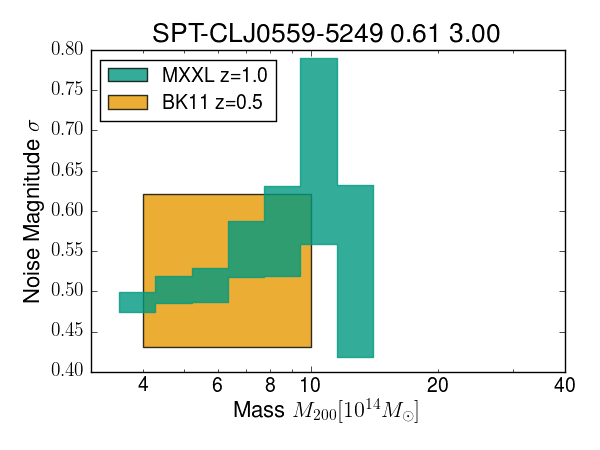 SPT-CLJ0559-5249 0.61 3.00
0.80
0.75
0.70
0.65
0.60
0.55
0.50
0.45
0.40
Noise Magnitude σ
MXXL z=1.0
BK11 z=0.5
4 6 8 10 20 40
Mass M₂₀₀[10¹⁴M☉]